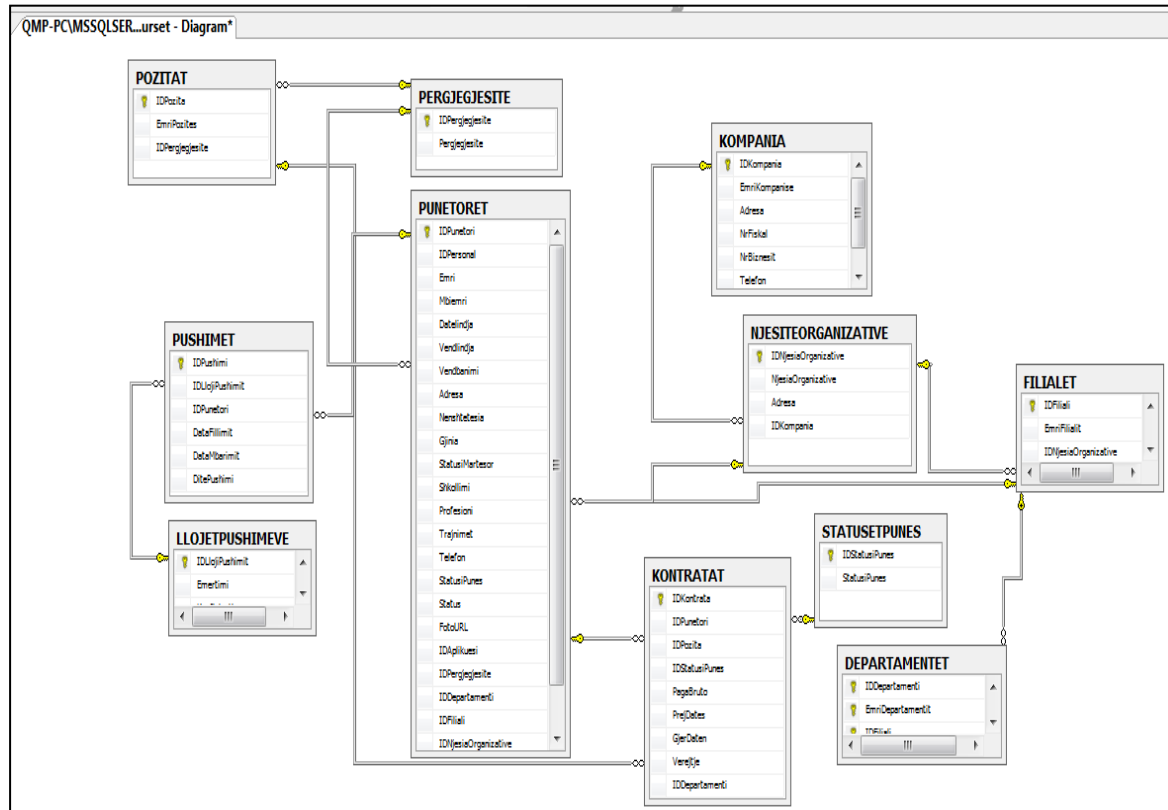 QMP-PC\MSSQLSER...urset - Diagram*
POZITAT
IDPozita
EmriPozites
IDPergjegjesite
PERGJEGJESITE
IDPergjegjesite
Pergjegjesite
KOMPANIA
IDKompania
EmriKompanise
Adresa
NrFiskal
NrBiznesit
Telefon
PUNETORET
IDPunetori
IDPersonal
Emri
Mbiemri
Datelindja
Vendlindja
Vendbanimi
Adresa
Nenshtetesia
Gjinia
StatusiMartesor
Shkollimi
Profesioni
Trajnimet
Telefon
StatusiPunes
Status
FotoURL
IDAplikuesi
IDPergjegjesite
IDDepartamenti
IDFiliali
IDNjesiaOrganizative
PUSHIMET
IDPushimi
IDLlojiPushimit
IDPunetori
DataFillimit
DataMbarimit
DitePushimi
LLOJETPUSHIMEVE
IDLlojiPushimit
Emertimi
NJESITEORGANIZATIVE
IDNjesiaOrganizative
NjesiaOrganizative
Adresa
IDKompania
FILIALET
IDFiliali
EmriFilialit
IDNjesiaOrganizative
STATUSETPUNES
IDStatusiPunes
StatusiPunes
KONTRATAT
IDKontrata
IDPunetori
IDPozita
IDStatusiPunes
PagaBruto
PrejDates
GjerDaten
Verejtje
IDDepartamenti
DEPARTAMENTET
IDDepartamenti
EmriDepartamentit
IDFiliali